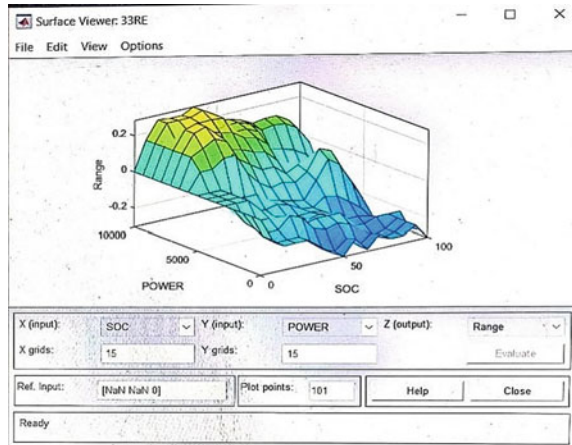 Surface Viewer: 33RE
File Edit View Options
0.2
0
-0.2
Range
10000
5000
0
POWER
0
50
100
SOC
X (input): SOC Y (input): POWER Z (output): Range
X grids: 15 Y grids: 15 Evaluate
Ref. Input: [NaN NaN 0] Plot points: 101 Help Close
Ready